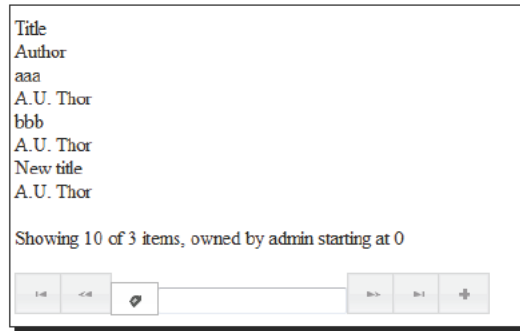 Title
Author
aaa
A.U. Thor
bbb
A.U. Thor
New title
A.U. Thor
Showing 10 of 3 items, owned by admin starting at 0